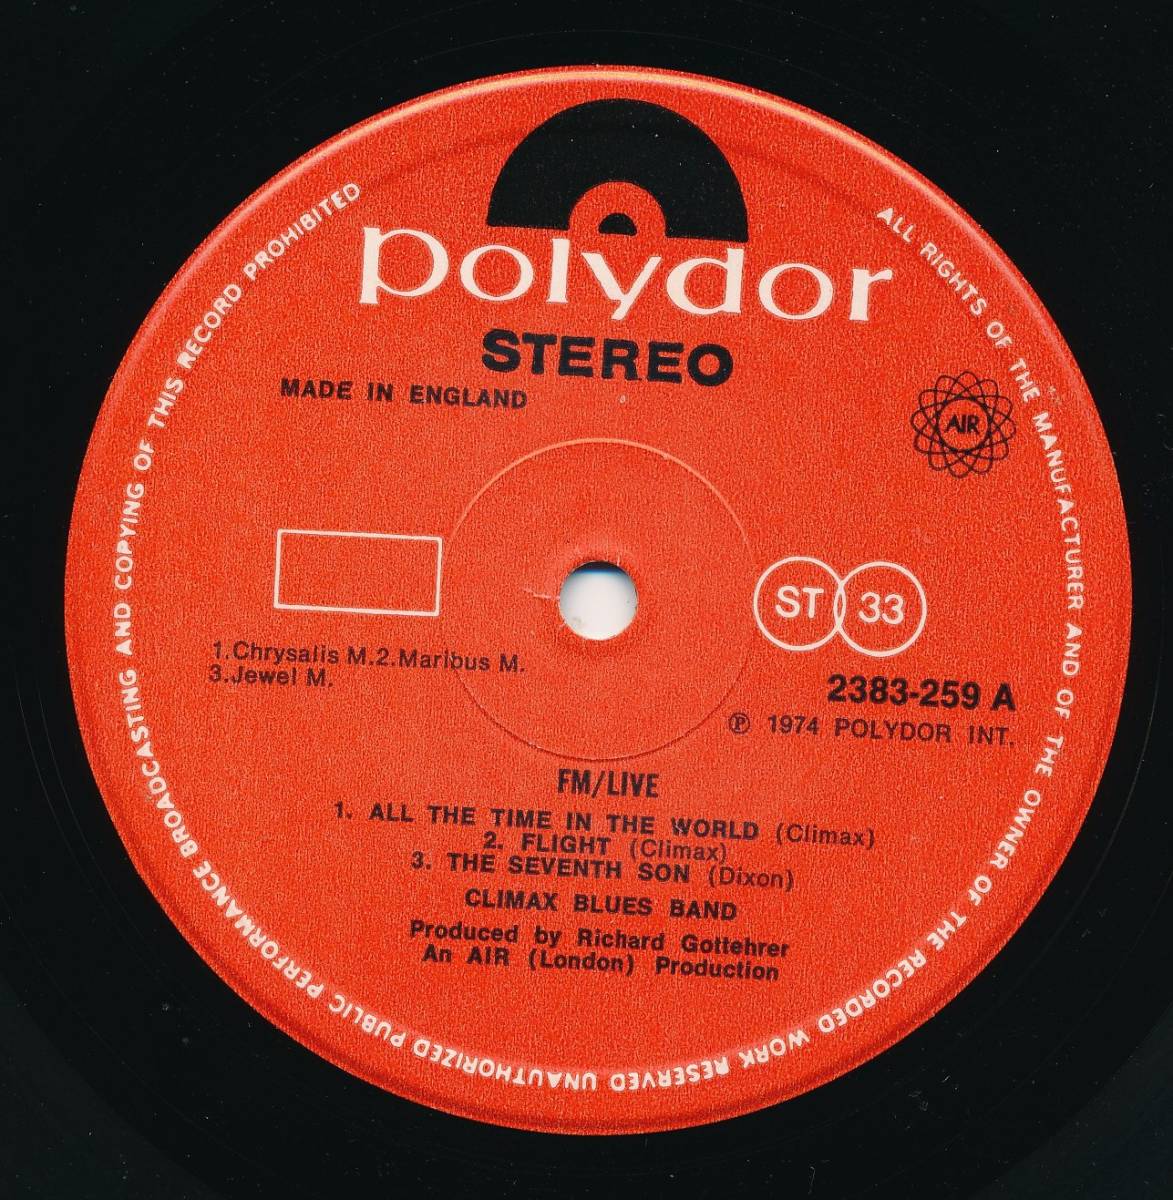 polydor
STEREO
MADE IN ENGLAND
AIR
ST 33
1.Chrysalis M.2.Maribus M.
3.Jewel M.
2383-259 A
℗ 1974 POLYDOR INT.
FM/LIVE
1. ALL THE TIME IN THE WORLD (Climax)
2. FLIGHT (Climax)
3. THE SEVENTH SON (Dixon)
CLIMAX BLUES BAND
Produced by Richard Gottehrer
An AIR (London) Production
ALL RIGHTS OF THE MANUFACTURER AND OF THE OWNER OF THE RECORDED WORK RESERVED UNAUTHORIZED PUBLIC PERFORMANCE BROADCASTING AND COPYING OF THIS RECORD PROHIBITED